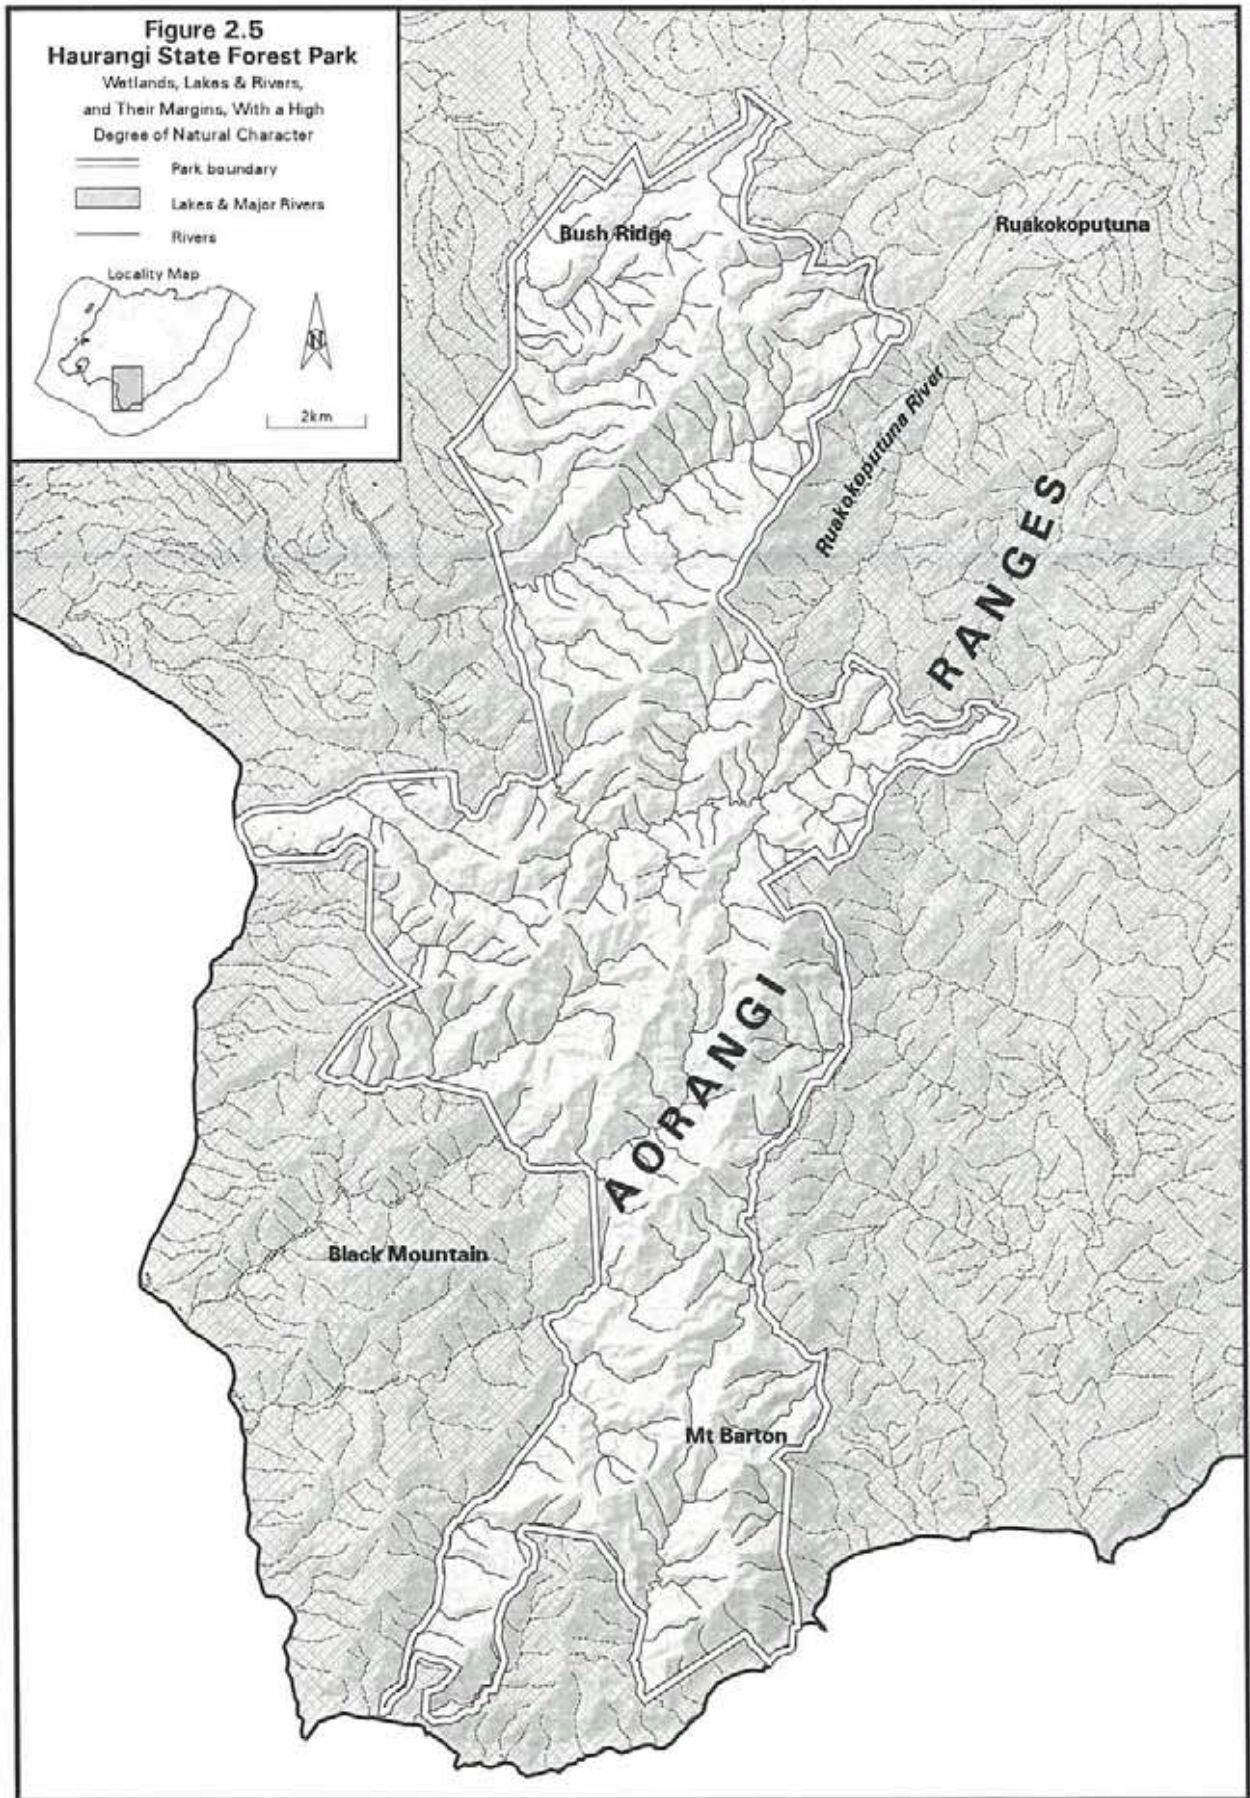 Figure 2.5
Haurangi State Forest Park
Wetlands, Lakes & Rivers,
and Their Margins, With a High
Degree of Natural Character
Park boundary
Lakes & Major Rivers
Rivers
Locality Map
N
2km
Bush Ridge
Ruakokoputuna
Ruakokoputuna River
RANGES
AORANGI
Black Mountain
Mt Barton